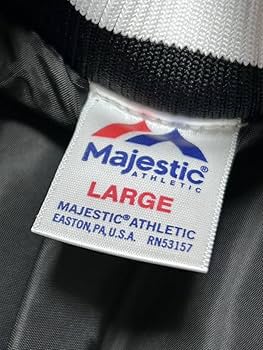 Majestic®
ATHLETIC
LARGE
MAJESTIC® ATHLETIC
EASTON, PA, U.S.A. RN53157